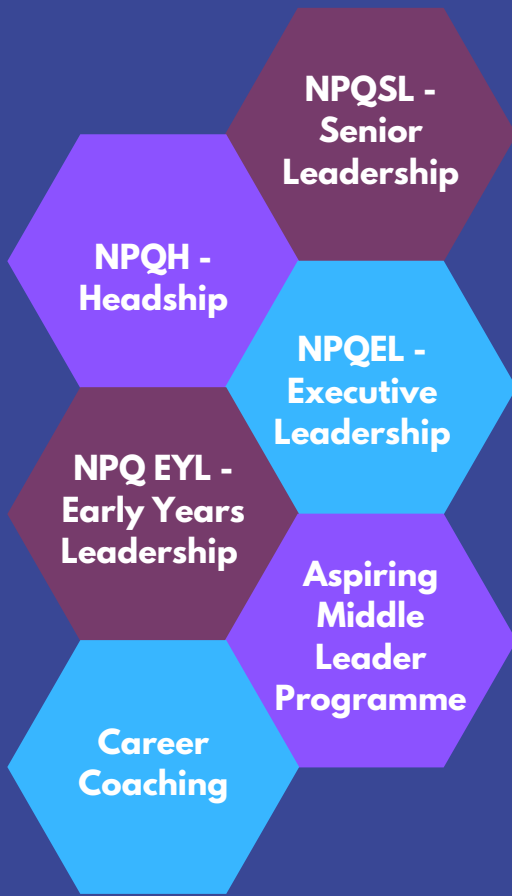 NPQSL -
Senior
Leadership
NPQH -
Headship
NPQEL -
Executive
Leadership
NPQ EYL -
Early Years
Leadership
Aspiring
Middle
Leader
Programme
Career
Coaching